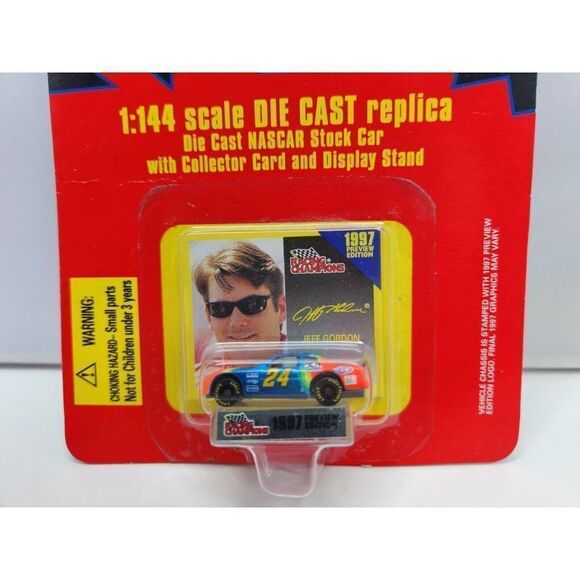 1:144 scale DIE CAST replica
Die Cast NASCAR Stock Car
with Collector Card and Display Stand
WARNING:
CHOKING HAZARD- Small parts
Not for Children under 3 years
RACING
CHAMPIONS
1997
PREVIEW
EDITION
Jeff Gordon
JEFF GORDON
24
RACING
CHAMPIONS
1997 PREVIEW
EDITION
VEHICLE CHASSIS IS STAMPED WITH 1997 PREVIEW
EDITION LOGO. FINAL 1997 GRAPHICS MAY VARY.